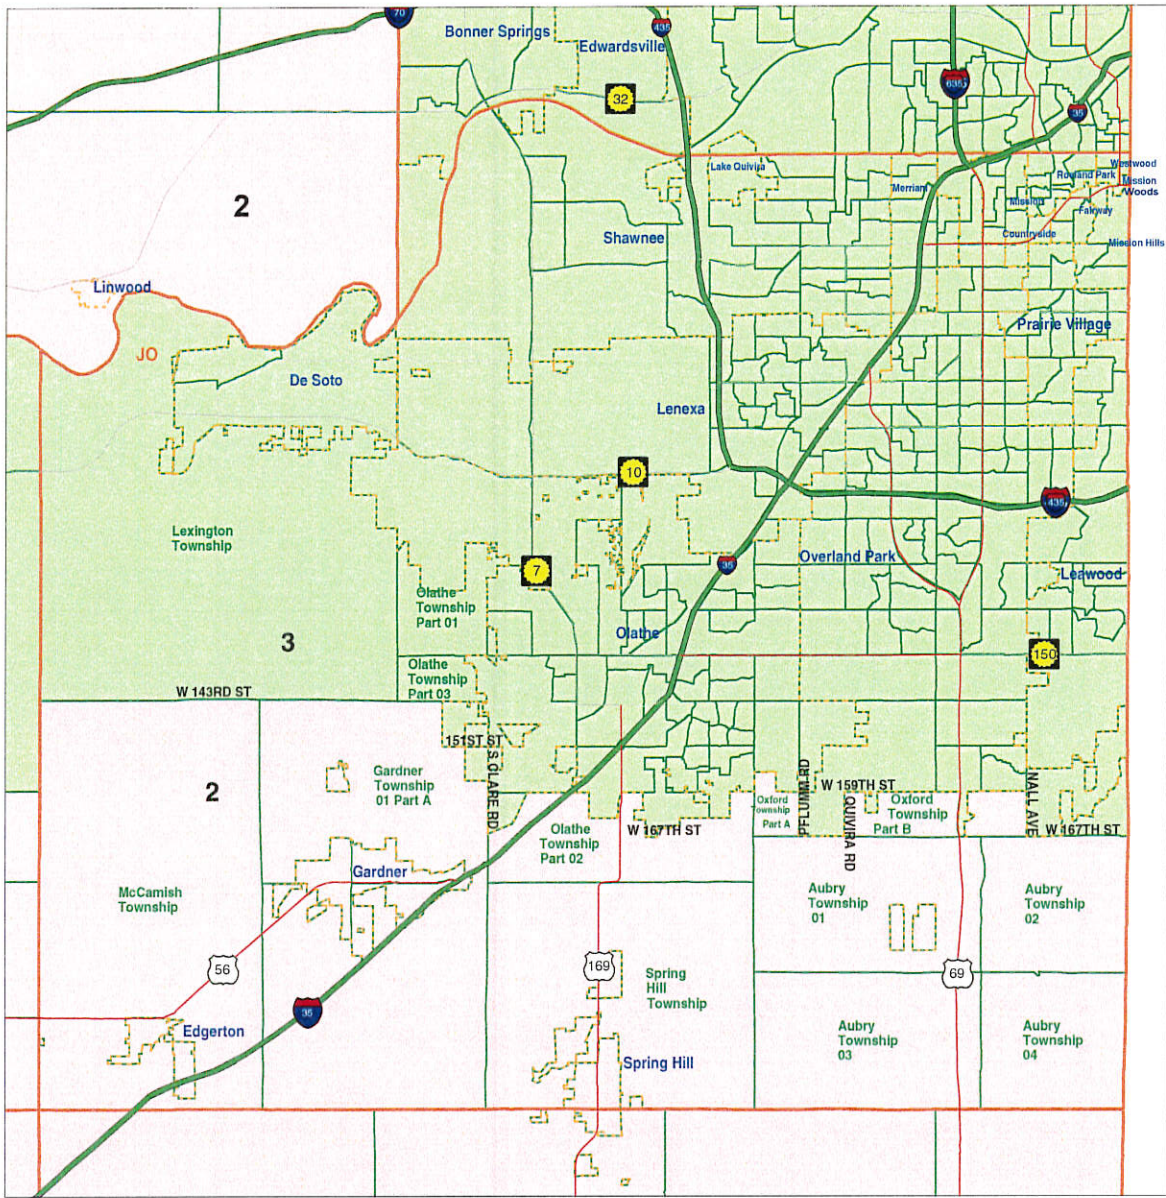 70
Bonner Springs
435
Edwardsville
32
635
35
Lake Quivira
Merriam
Westwood
Roeland Park
Mission
Woods
Mission
Fairway
Countryside
Mission Hills
2
Shawnee
Linwood
JO
De Soto
Prairie Village
Lenexa
10
435
Lexington
Township
7
35
Overland Park
Leawood
Olathe
Township
Part 01
Olathe
3
150
Olathe
Township
Part 03
W 143RD ST
151ST ST
S CLARE RD
2
Gardner
Township
01 Part A
PFLUMM RD
W 159TH ST
NALL AVE
Oxford
Township
Part A
QUIVIRA RD
Oxford
Township
Part B
W 167TH ST
W 167TH ST
Olathe
Township
Part 02
Gardner
McCamish
Township
Aubry
Township
01
Aubry
Township
02
56
169
Spring
Hill
Township
69
35
Edgerton
Aubry
Township
03
Aubry
Township
04
Spring Hill